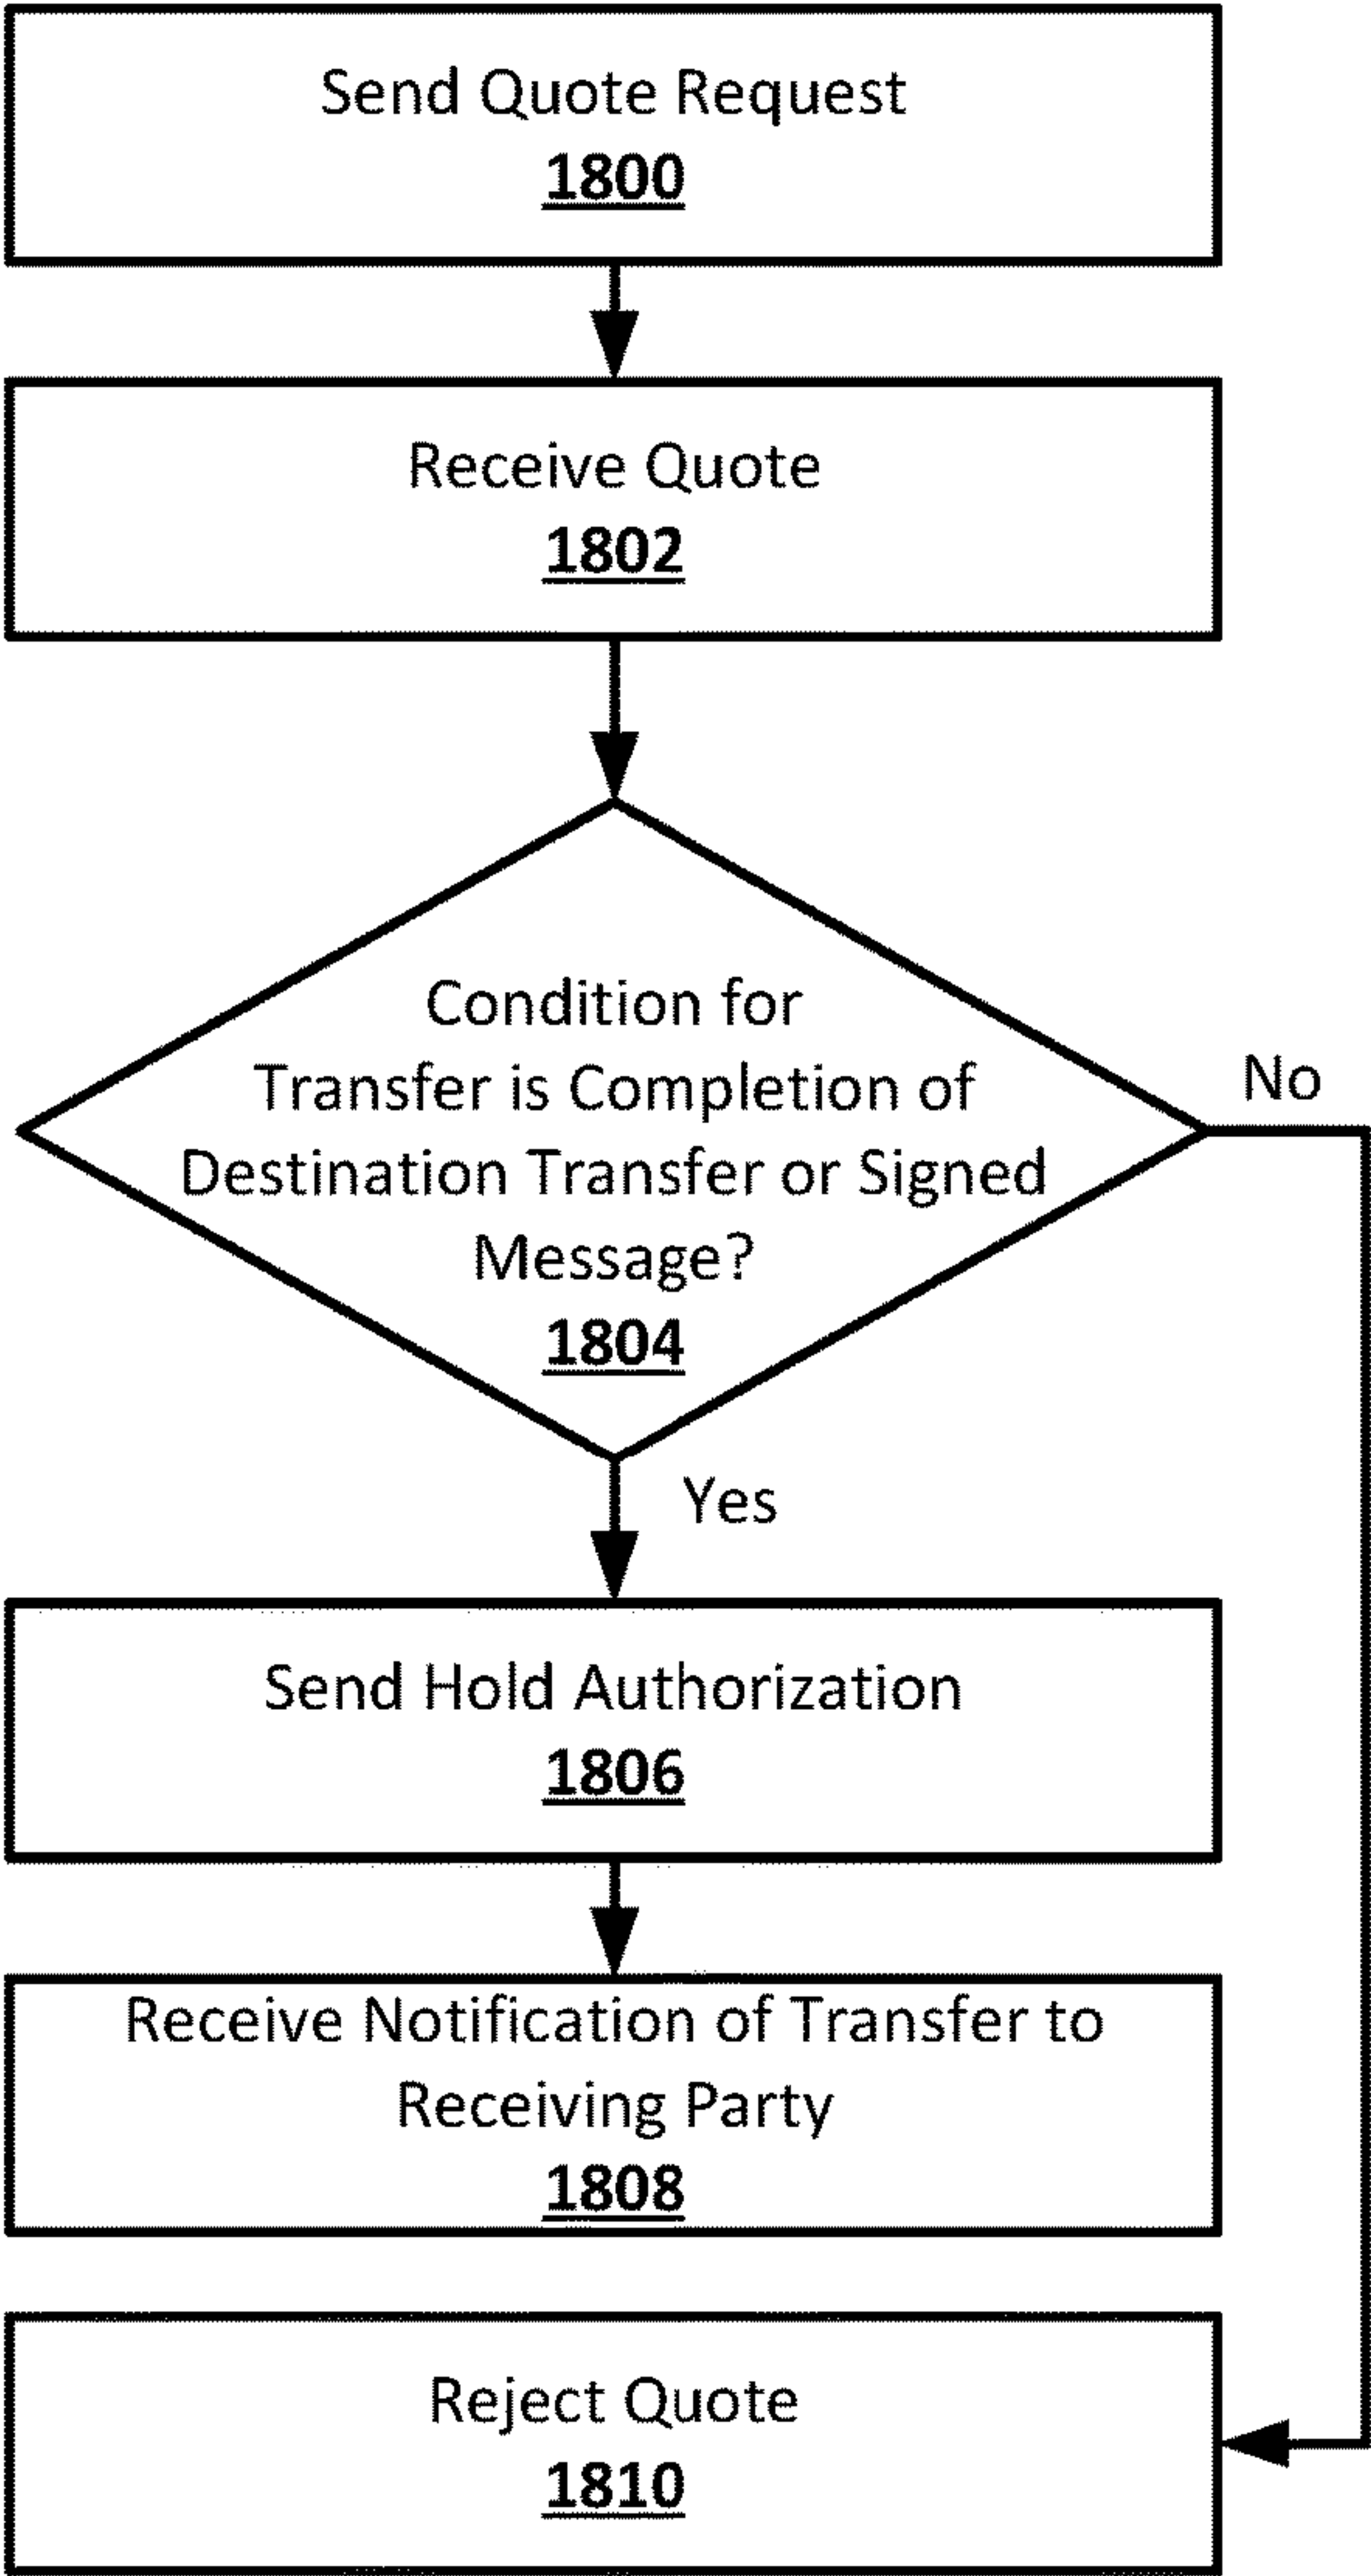 Send Quote Request
1800
Receive Quote
1802
Condition for
Transfer is Completion of
Destination Transfer or Signed
Message?
1804
No
Yes
Send Hold Authorization
1806
Receive Notification of Transfer to
Receiving Party
1808
Reject Quote
1810